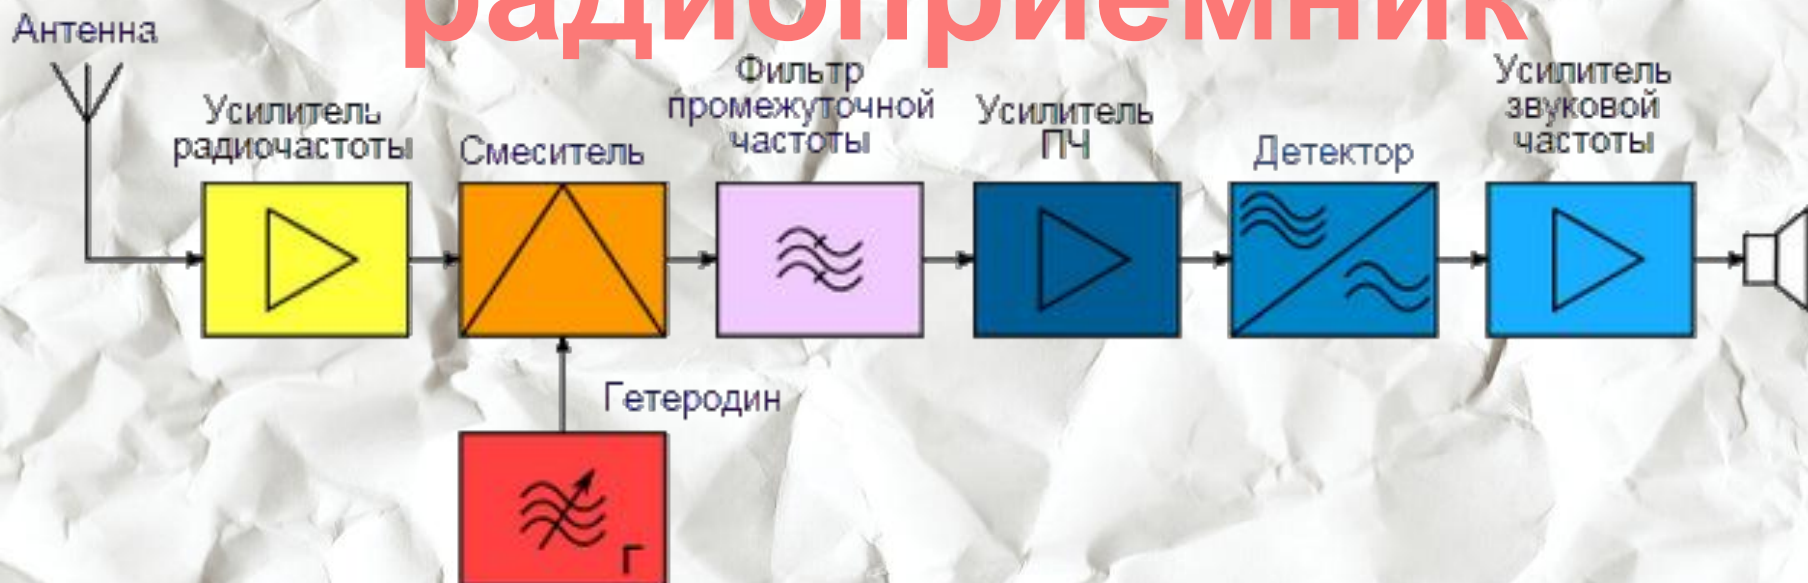 радиоприемник
Антенна
Усилитель
радиочастоты
Смеситель
Фильтр
промежуточной
частоты
Усилитель
ПЧ
Детектор
Усилитель
звуковой
частоты
Гетеродин
Г